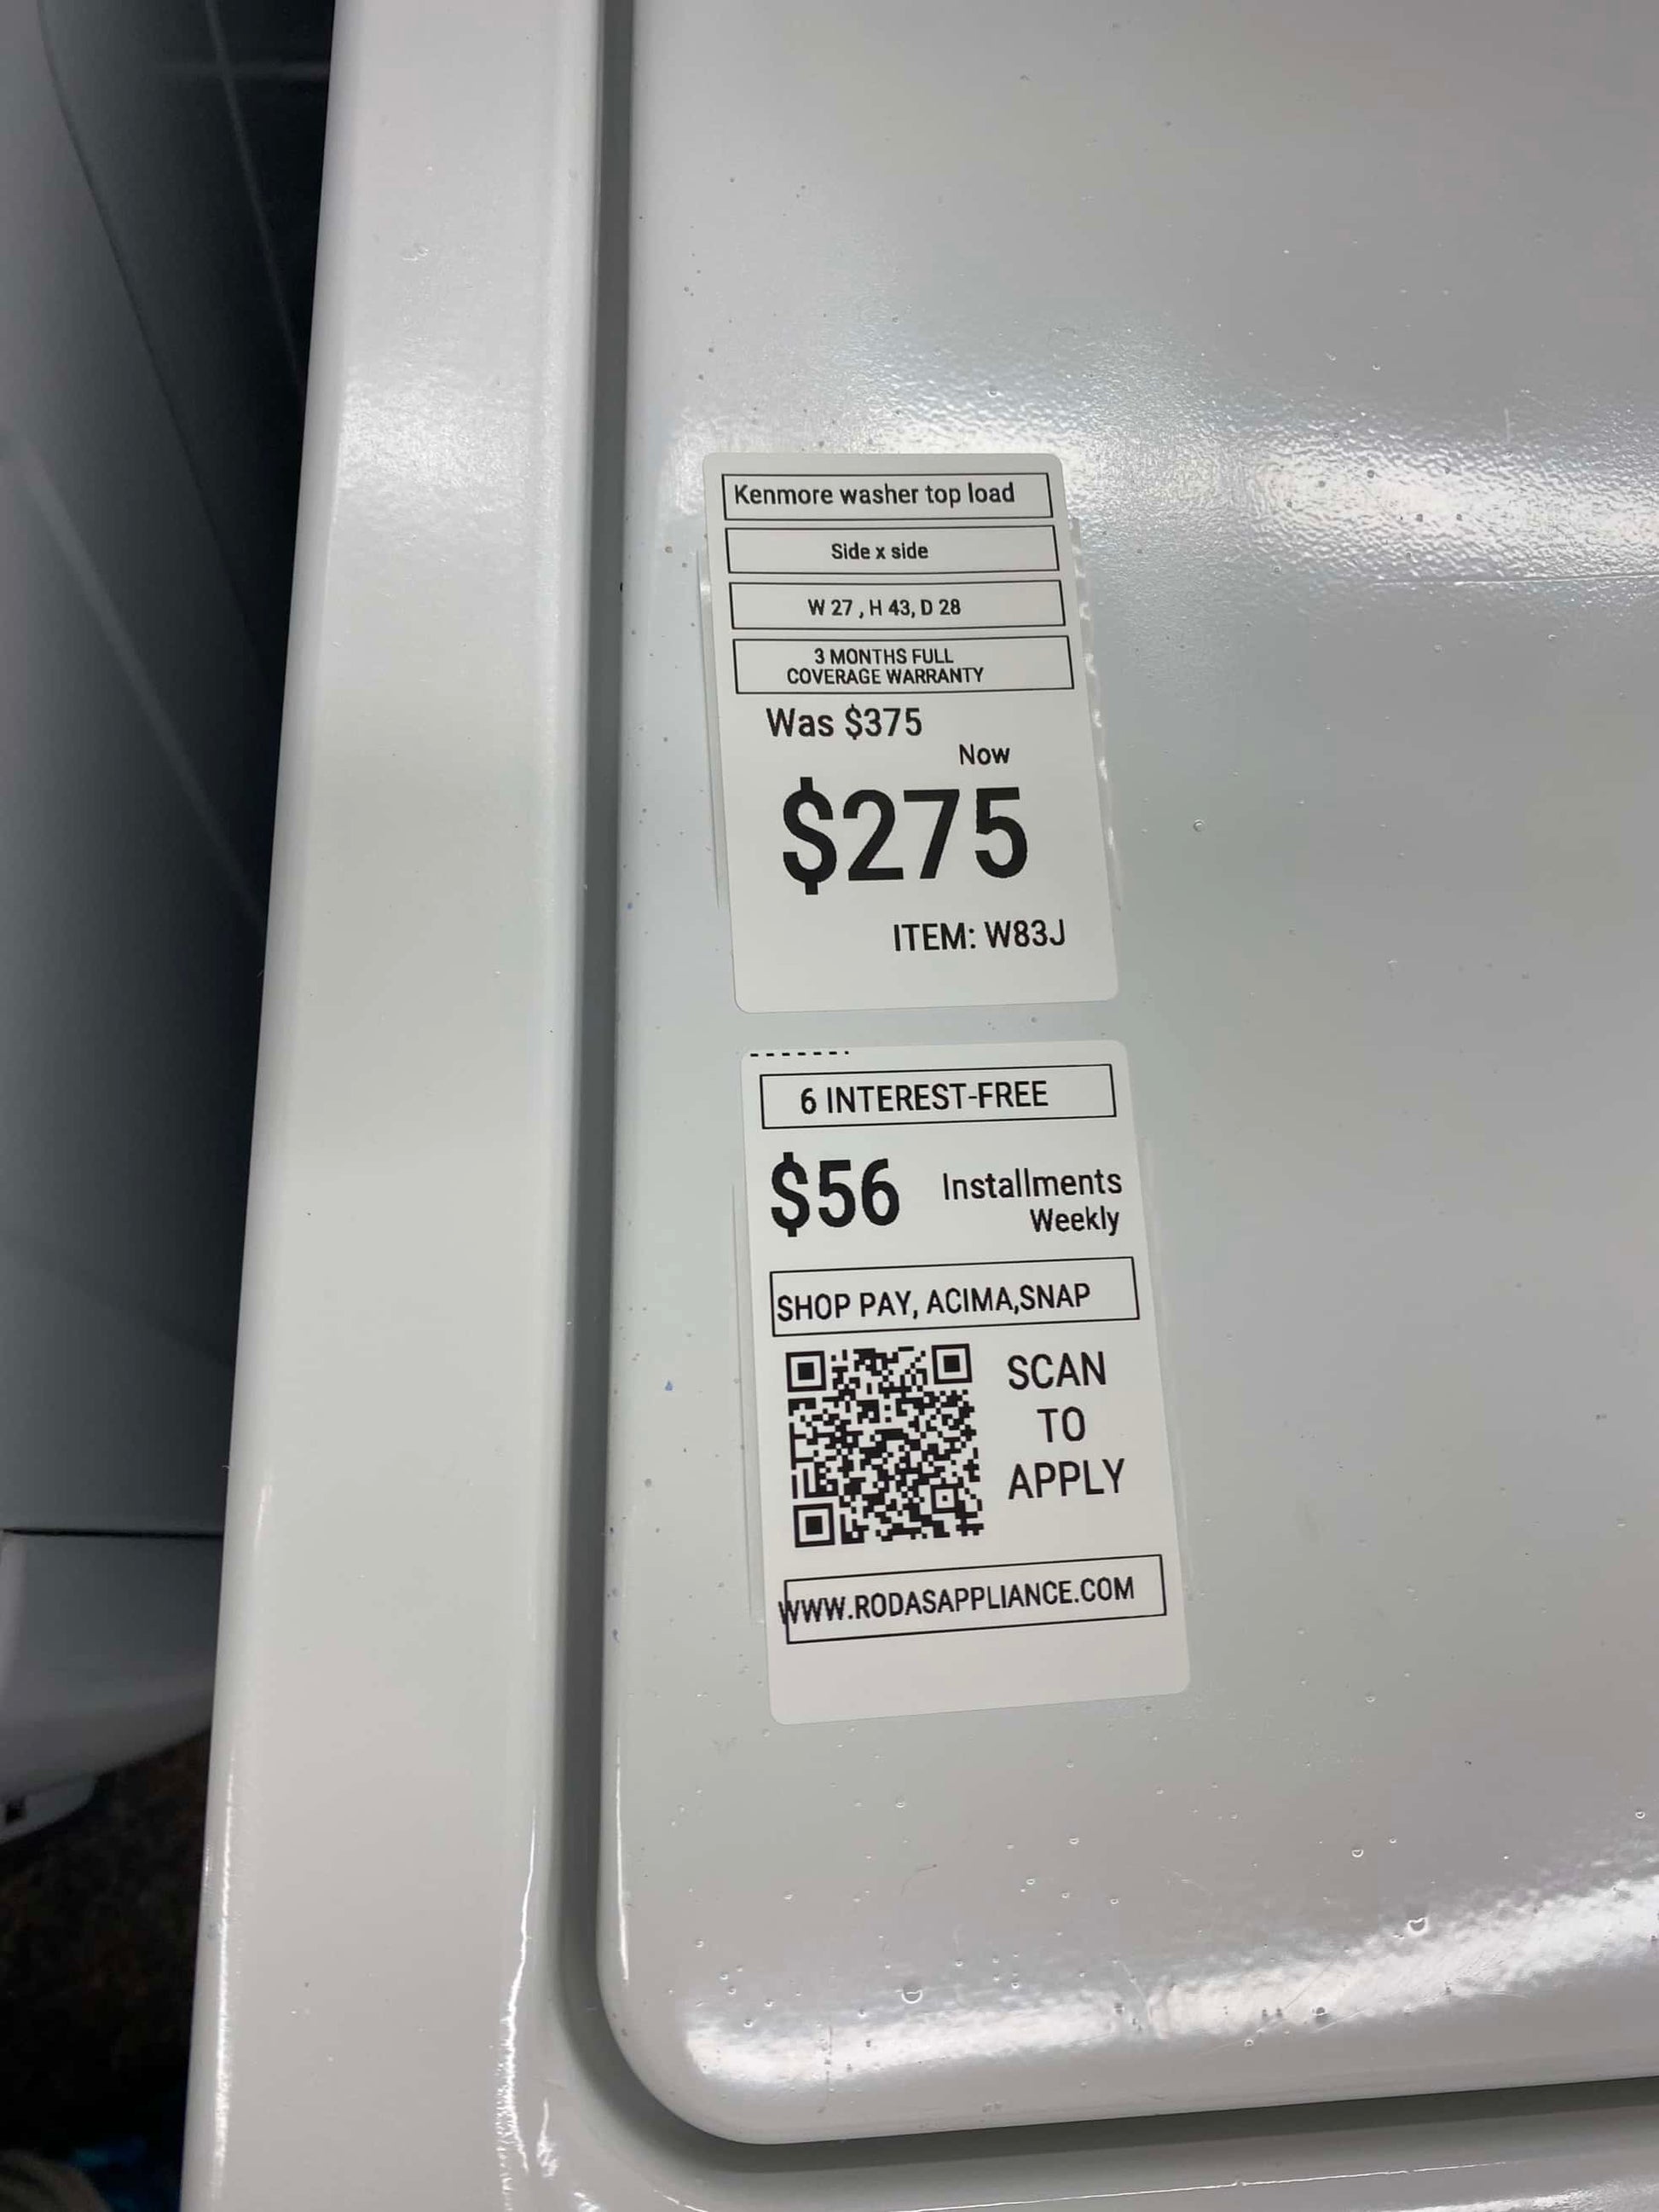 Kenmore washer top load
Side x side
W 27 , H 43, D 28
3 MONTHS FULL
COVERAGE WARRANTY
Was $375
Now
$275
ITEM: W83J
6 INTEREST-FREE
$56 Installments
Weekly
SHOP PAY, ACIMA,SNAP
SCAN
TO
APPLY
WWW.RODASAPPLIANCE.COM